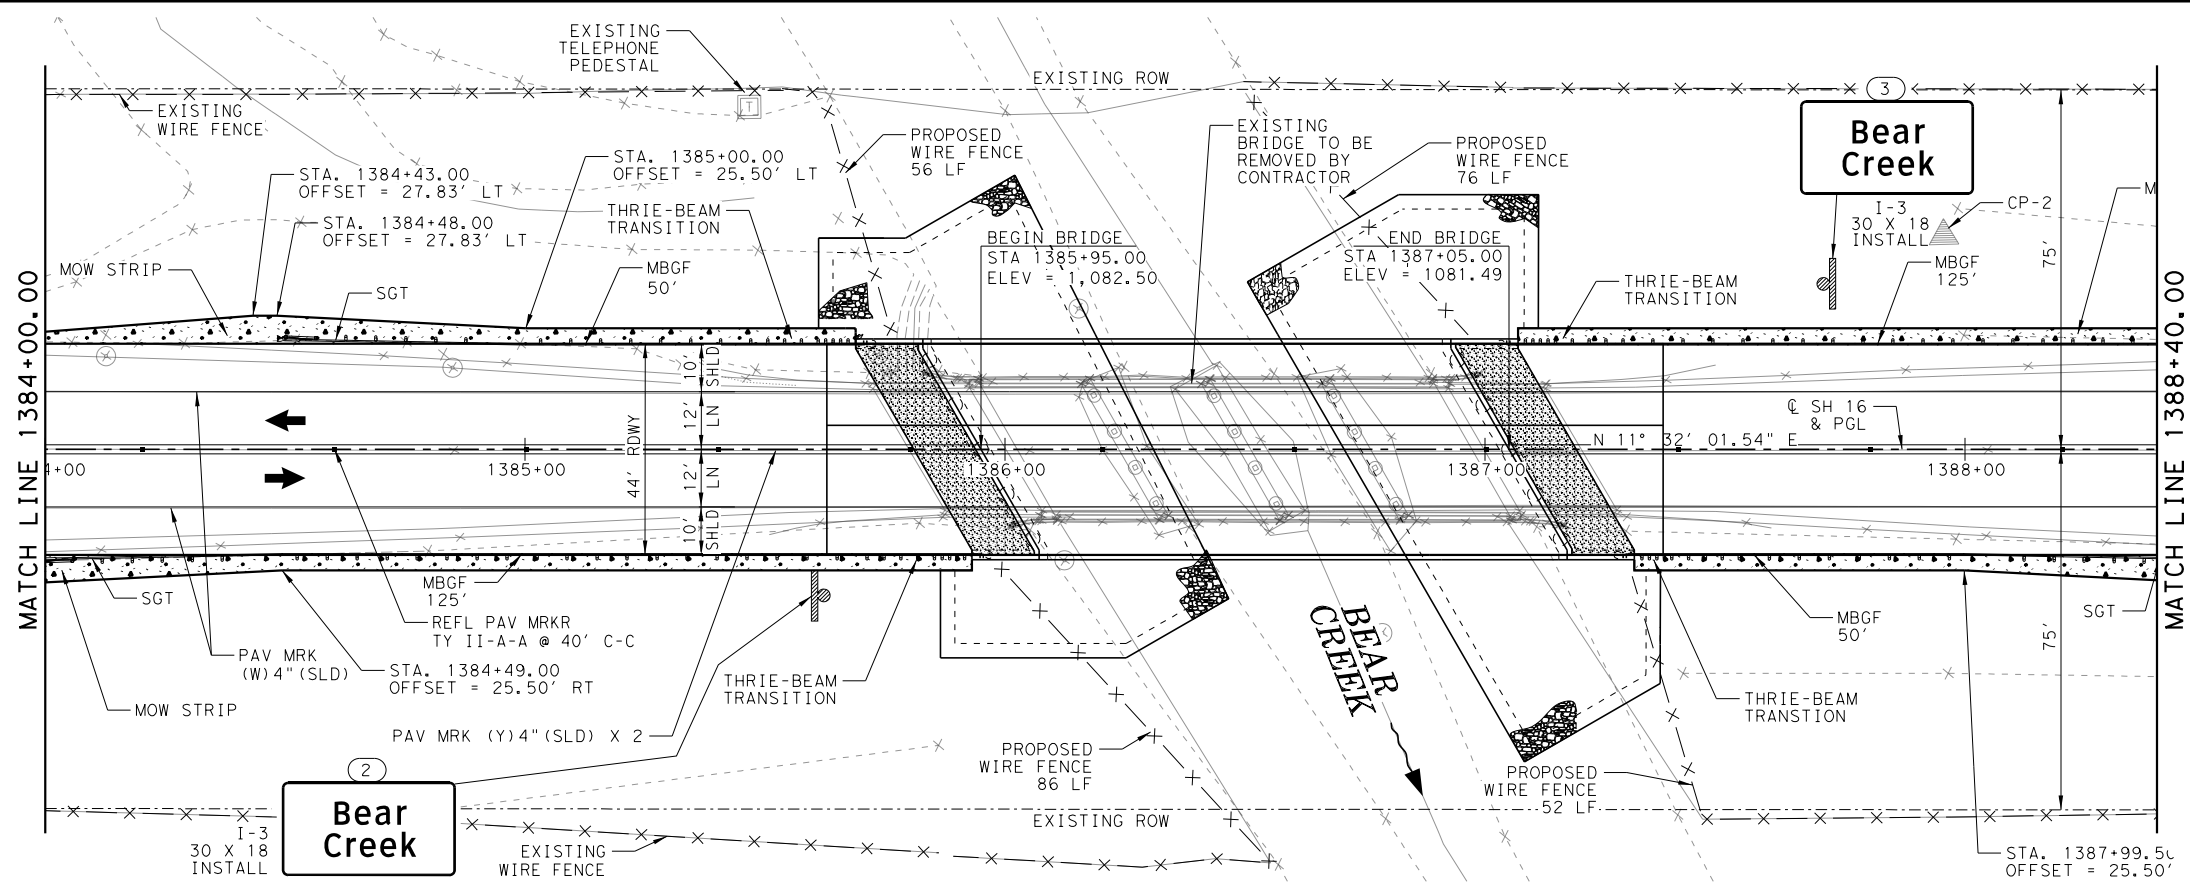 EXISTING
TELEPHONE
PEDESTAL
T
EXISTING ROW
3
EXISTING
WIRE FENCE
Bear
Creek
PROPOSED
WIRE FENCE
56 LF
EXISTING
BRIDGE TO BE
REMOVED BY
CONTRACTOR
PROPOSED
WIRE FENCE
76 LF
STA. 1384+43.00
OFFSET = 27.83' LT
STA. 1385+00.00
OFFSET = 25.50' LT
STA. 1384+48.00
OFFSET = 27.83' LT
THRIE-BEAM
TRANSITION
I-3
30 X 18
INSTALL
CP-2
M
75'
BEGIN BRIDGE
STA 1385+95.00
ELEV = 1,082.50
END BRIDGE
STA 1387+05.00
ELEV = 1081.49
MOW STRIP
SGT
MBGF
50'
THRIE-BEAM
TRANSITION
MBGF
125'
MATCH LINE 1384+00.00
MATCH LINE 1388+40.00
10'
SHLD
12'
LN
44' RDWY
12'
LN
10'
SHLD
℄ SH 16
& PGL
N 11° 32' 01.54" E
4+00
1385+00
1386+00
1387+00
1388+00
SGT
MBGF
125'
REFL PAV MRKR
TY II-A-A @ 40' C-C
PAV MRK
(W)4"(SLD)
STA. 1384+49.00
OFFSET = 25.50' RT
MOW STRIP
PAV MRK (Y)4"(SLD) X 2
THRIE-BEAM
TRANSITION
BEAR
CREEK
MBGF
50'
75'
SGT
THRIE-BEAM
TRANSTION
2
Bear
Creek
I-3
30 X 18
INSTALL
EXISTING
WIRE FENCE
PROPOSED
WIRE FENCE
86 LF
EXISTING ROW
PROPOSED
WIRE FENCE
52 LF
STA. 1387+99.50
OFFSET = 25.50'